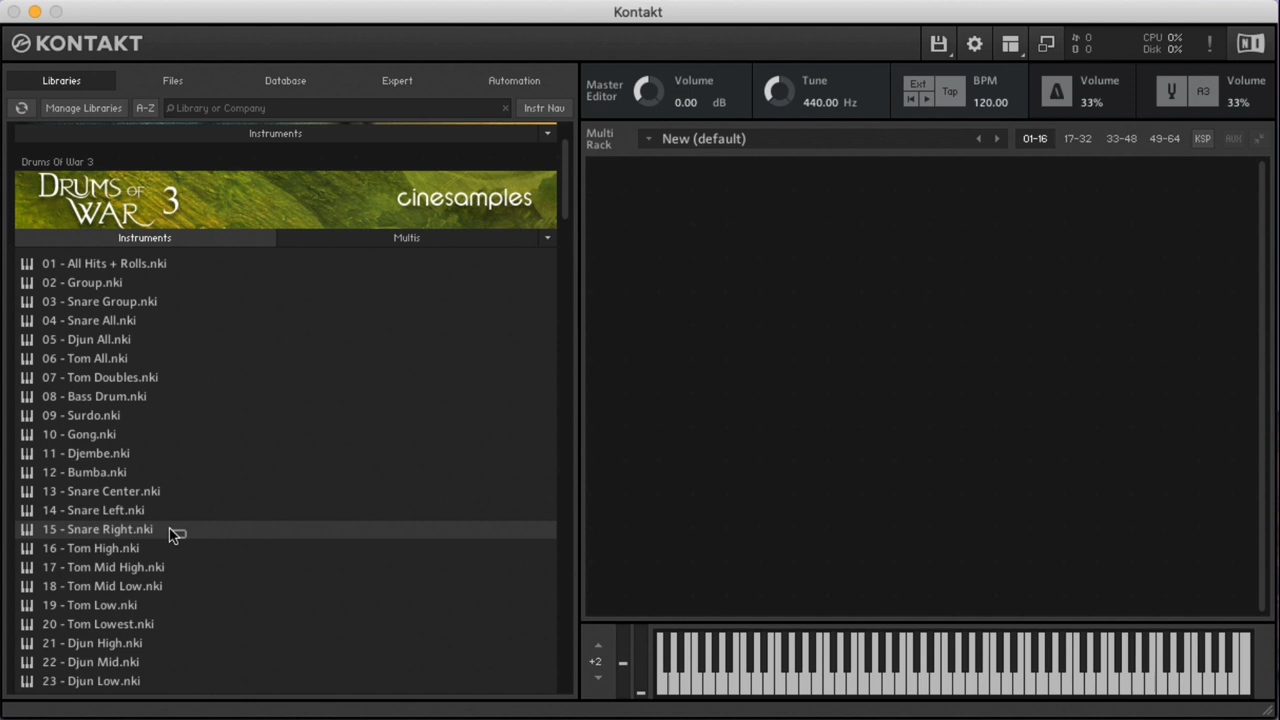 Kontakt
KONTAKT
0
0
CPU 0%
Disk 0%
!
NI
Libraries
Files
Database
Expert
Automation
Manage Libraries
A-Z
Library or Company
×
Instr Nav
Master
Editor
Volume
0.00 dB
Tune
440.00 Hz
Ext
Tap
BPM
120.00
Volume
33%
A3
Volume
33%
Instruments
Multi
Rack
New (default)
01-16
17-32
33-48
49-64
KSP
AUX
Drums Of War 3
DRUMS OF
WAR 3
cinesamples
Instruments
Multis
01 - All Hits + Rolls.nki
02 - Group.nki
03 - Snare Group.nki
04 - Snare All.nki
05 - Djun All.nki
06 - Tom All.nki
07 - Tom Doubles.nki
08 - Bass Drum.nki
09 - Surdo.nki
10 - Gong.nki
11 - Djembe.nki
12 - Bumba.nki
13 - Snare Center.nki
14 - Snare Left.nki
15 - Snare Right.nki
16 - Tom High.nki
17 - Tom Mid High.nki
18 - Tom Mid Low.nki
19 - Tom Low.nki
20 - Tom Lowest.nki
21 - Djun High.nki
22 - Djun Mid.nki
23 - Djun Low.nki
+2